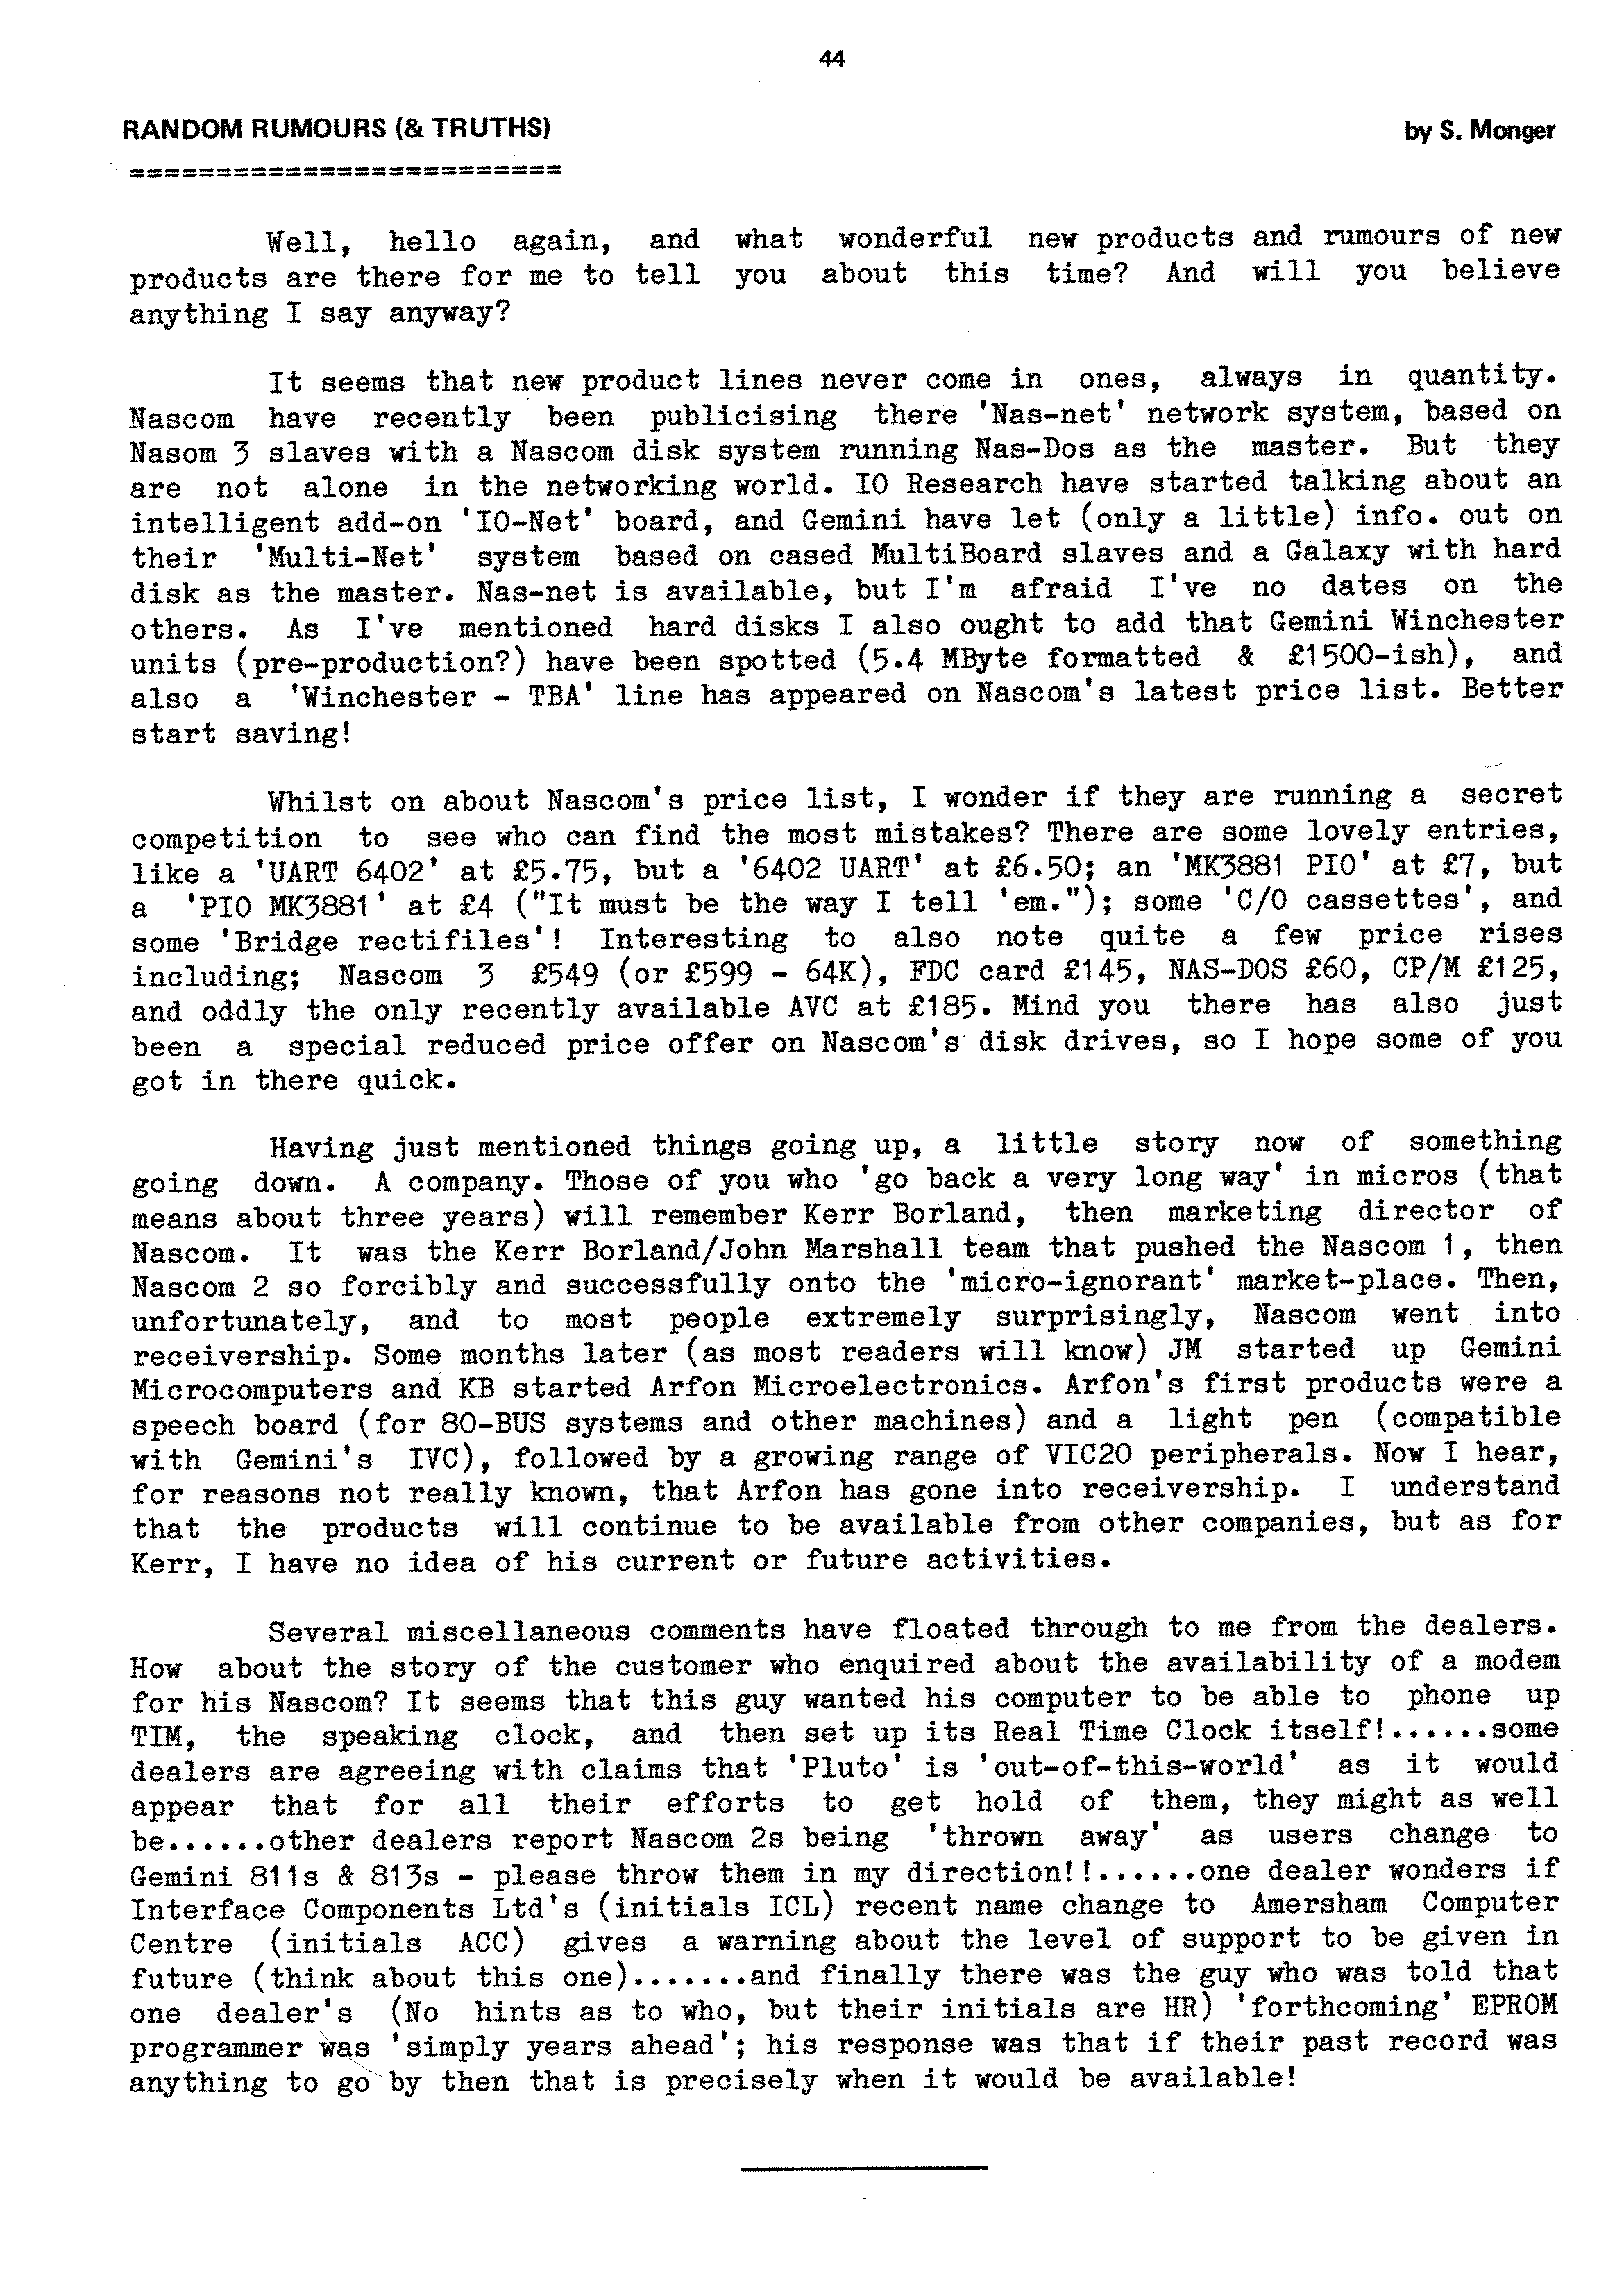 44
RANDOM RUMOURS (& TRUTHS) by S. Monger
=========================
Well, hello again, and what wonderful new products and rumours of new
products are there for me to tell you about this time? And will you believe
anything I say anyway?
It seems that new product lines never come in ones, always in quantity.
Nascom have recently been publicising there 'Nas-net' network system, based on
Nasom 3 slaves with a Nascom disk system running Nas-Dos as the master. But they
are not alone in the networking world. IO Research have started talking about an
intelligent add-on 'IO-Net' board, and Gemini have let (only a little) info. out on
their 'Multi-Net' system based on cased MultiBoard slaves and a Galaxy with hard
disk as the master. Nas-net is available, but I'm afraid I've no dates on the
others. As I've mentioned hard disks I also ought to add that Gemini Winchester
units (pre-production?) have been spotted (5.4 MByte formatted & £1500-ish), and
also a 'Winchester - TBA' line has appeared on Nascom's latest price list. Better
start saving!
Whilst on about Nascom's price list, I wonder if they are running a secret
competition to see who can find the most mistakes? There are some lovely entries,
like a 'UART 6402' at £5.75, but a '6402 UART' at £6.50; an 'MK3881 PIO' at £7, but
a 'PIO MK3881' at £4 ("It must be the way I tell 'em."); some 'C/O cassettes', and
some 'Bridge rectifiles'! Interesting to also note quite a few price rises
including; Nascom 3 £549 (or £599 - 64K), FDC card £145, NAS-DOS £60, CP/M £125,
and oddly the only recently available AVC at £185. Mind you there has also just
been a special reduced price offer on Nascom's disk drives, so I hope some of you
got in there quick.
Having just mentioned things going up, a little story now of something
going down. A company. Those of you who 'go back a very long way' in micros (that
means about three years) will remember Kerr Borland, then marketing director of
Nascom. It was the Kerr Borland/John Marshall team that pushed the Nascom 1, then
Nascom 2 so forcibly and successfully onto the 'micro-ignorant' market-place. Then,
unfortunately, and to most people extremely surprisingly, Nascom went into
receivership. Some months later (as most readers will know) JM started up Gemini
Microcomputers and KB started Arfon Microelectronics. Arfon's first products were a
speech board (for 80-BUS systems and other machines) and a light pen (compatible
with Gemini's IVC), followed by a growing range of VIC20 peripherals. Now I hear,
for reasons not really known, that Arfon has gone into receivership. I understand
that the products will continue to be available from other companies, but as for
Kerr, I have no idea of his current or future activities.
Several miscellaneous comments have floated through to me from the dealers.
How about the story of the customer who enquired about the availability of a modem
for his Nascom? It seems that this guy wanted his computer to be able to phone up
TIM, the speaking clock, and then set up its Real Time Clock itself!......some
dealers are agreeing with claims that 'Pluto' is 'out-of-this-world' as it would
appear that for all their efforts to get hold of them, they might as well
be......other dealers report Nascom 2s being 'thrown away' as users change to
Gemini 811s & 813s - please throw them in my direction!!......one dealer wonders if
Interface Components Ltd's (initials ICL) recent name change to Amersham Computer
Centre (initials ACC) gives a warning about the level of support to be given in
future (think about this one).......and finally there was the guy who was told that
one dealer's (No hints as to who, but their initials are HR) 'forthcoming' EPROM
programmer was 'simply years ahead'; his response was that if their past record was
anything to go by then that is precisely when it would be available!